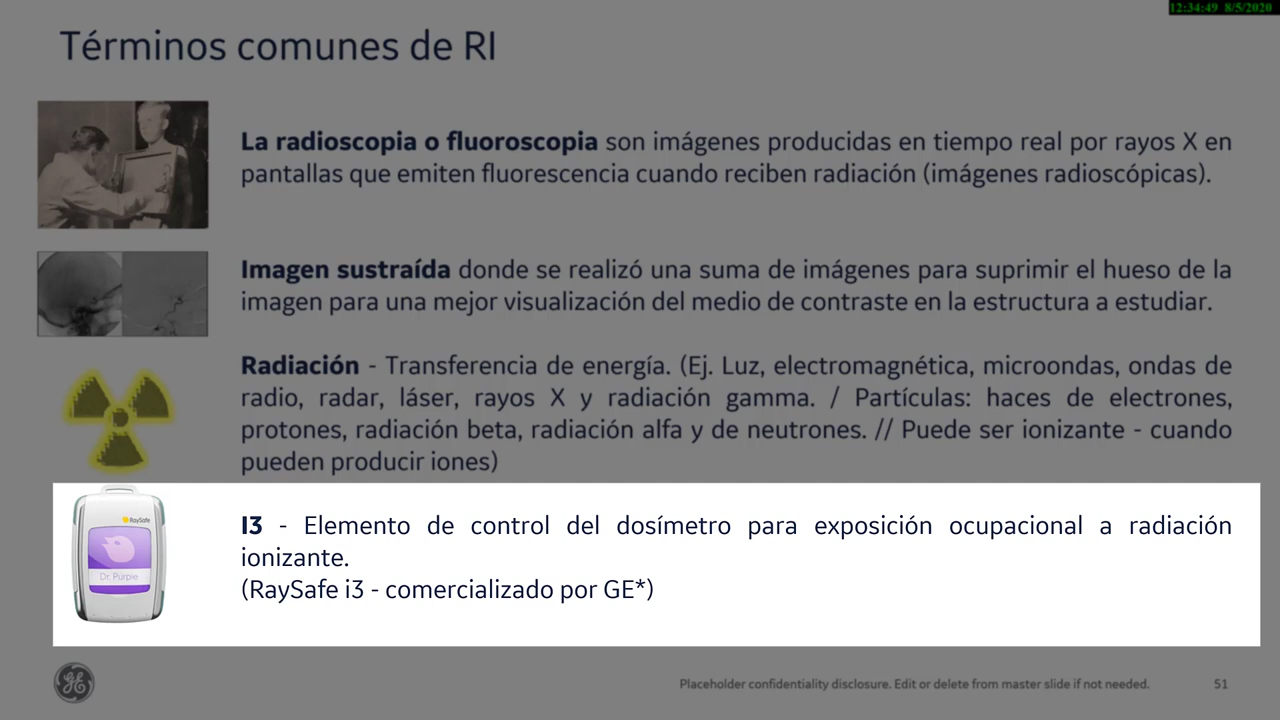 12:34:49 8/5/2020
Términos comunes de RI
La radioscopia o fluoroscopia son imágenes producidas en tiempo real por rayos X en
pantallas que emiten fluorescencia cuando reciben radiación (imágenes radioscópicas).
Imagen sustraída donde se realizó una suma de imágenes para suprimir el hueso de la
imagen para una mejor visualización del medio de contraste en la estructura a estudiar.
Radiación - Transferencia de energía. (Ej. Luz, electromagnética, microondas, ondas de
radio, radar, láser, rayos X y radiación gamma. / Partículas: haces de electrones,
protones, radiación beta, radiación alfa y de neutrones. // Puede ser ionizante - cuando
pueden producir iones)
RaySafe
Dr. Purple
I3 - Elemento de control del dosímetro para exposición ocupacional a radiación
ionizante.
(RaySafe i3 - comercializado por GE*)
GE
Placeholder confidentiality disclosure. Edit or delete from master slide if not needed.
51